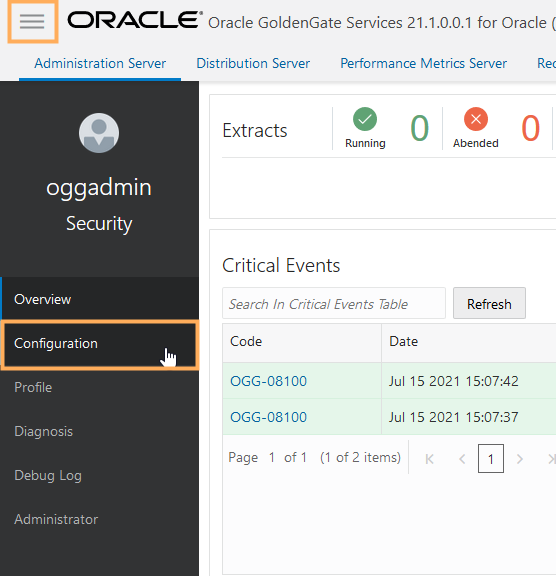 ORACLE® Oracle GoldenGate Services 21.1.0.0.1 for Oracle (
Administration Server Distribution Server Performance Metrics Server Rec
oggadmin
Security
Overview
Configuration
Profile
Diagnosis
Debug Log
Administrator
Extracts
Running
0
Abended
0
Critical Events
Search In Critical Events Table
Refresh
Code Date
OGG-08100 Jul 15 2021 15:07:42
OGG-08100 Jul 15 2021 15:07:37
Page 1 of 1 (1 of 2 items) 1